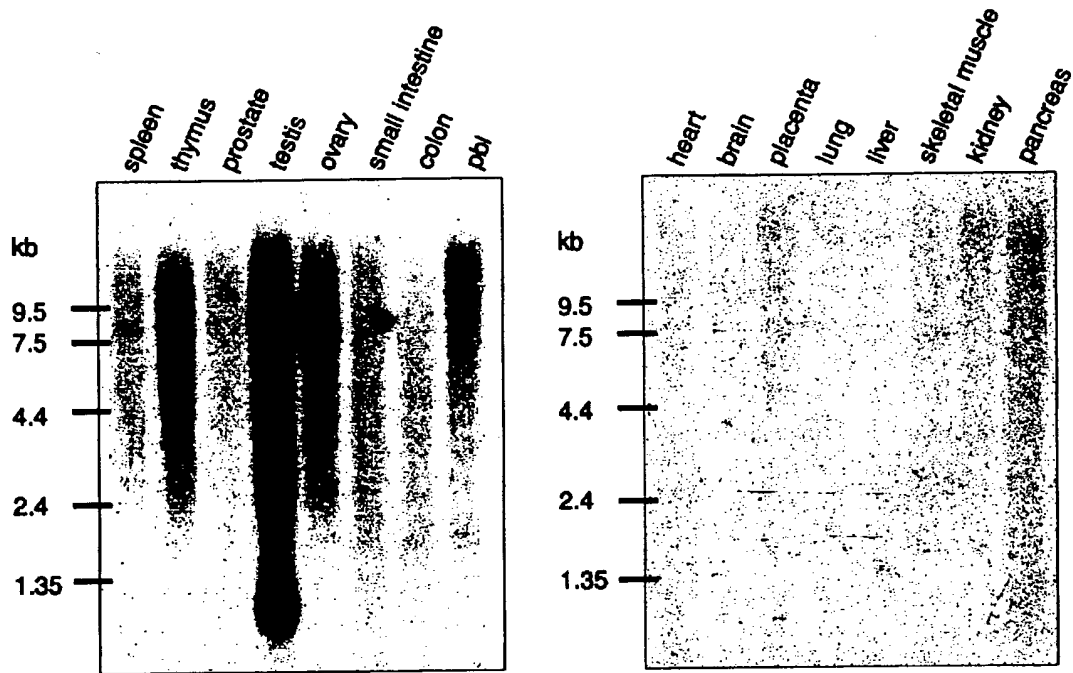 spleen
thymus
prostate
testis
ovary
small intestine
colon
pbl
kb
9.5
7.5
4.4
2.4
1.35
heart
brain
placenta
lung
liver
skeletal muscle
kidney
pancreas
kb
9.5
7.5
4.4
2.4
1.35